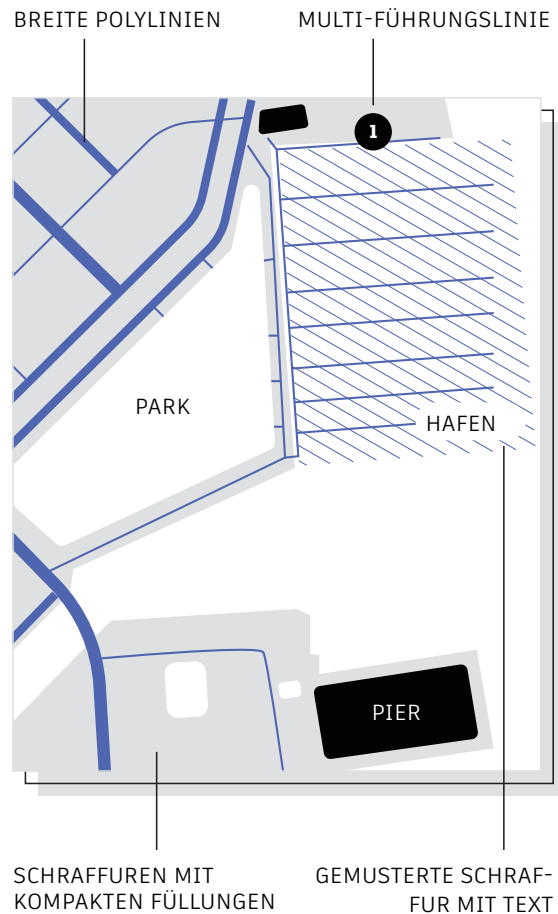 BREITE POLYLINIEN
MULTI-FÜHRUNGSLINIE
1
PARK
HAFEN
PIER
SCHRAFFUREN MIT
KOMPAKTEN FÜLLUNGEN
GEMUSTERTE SCHRAF-
FUR MIT TEXT